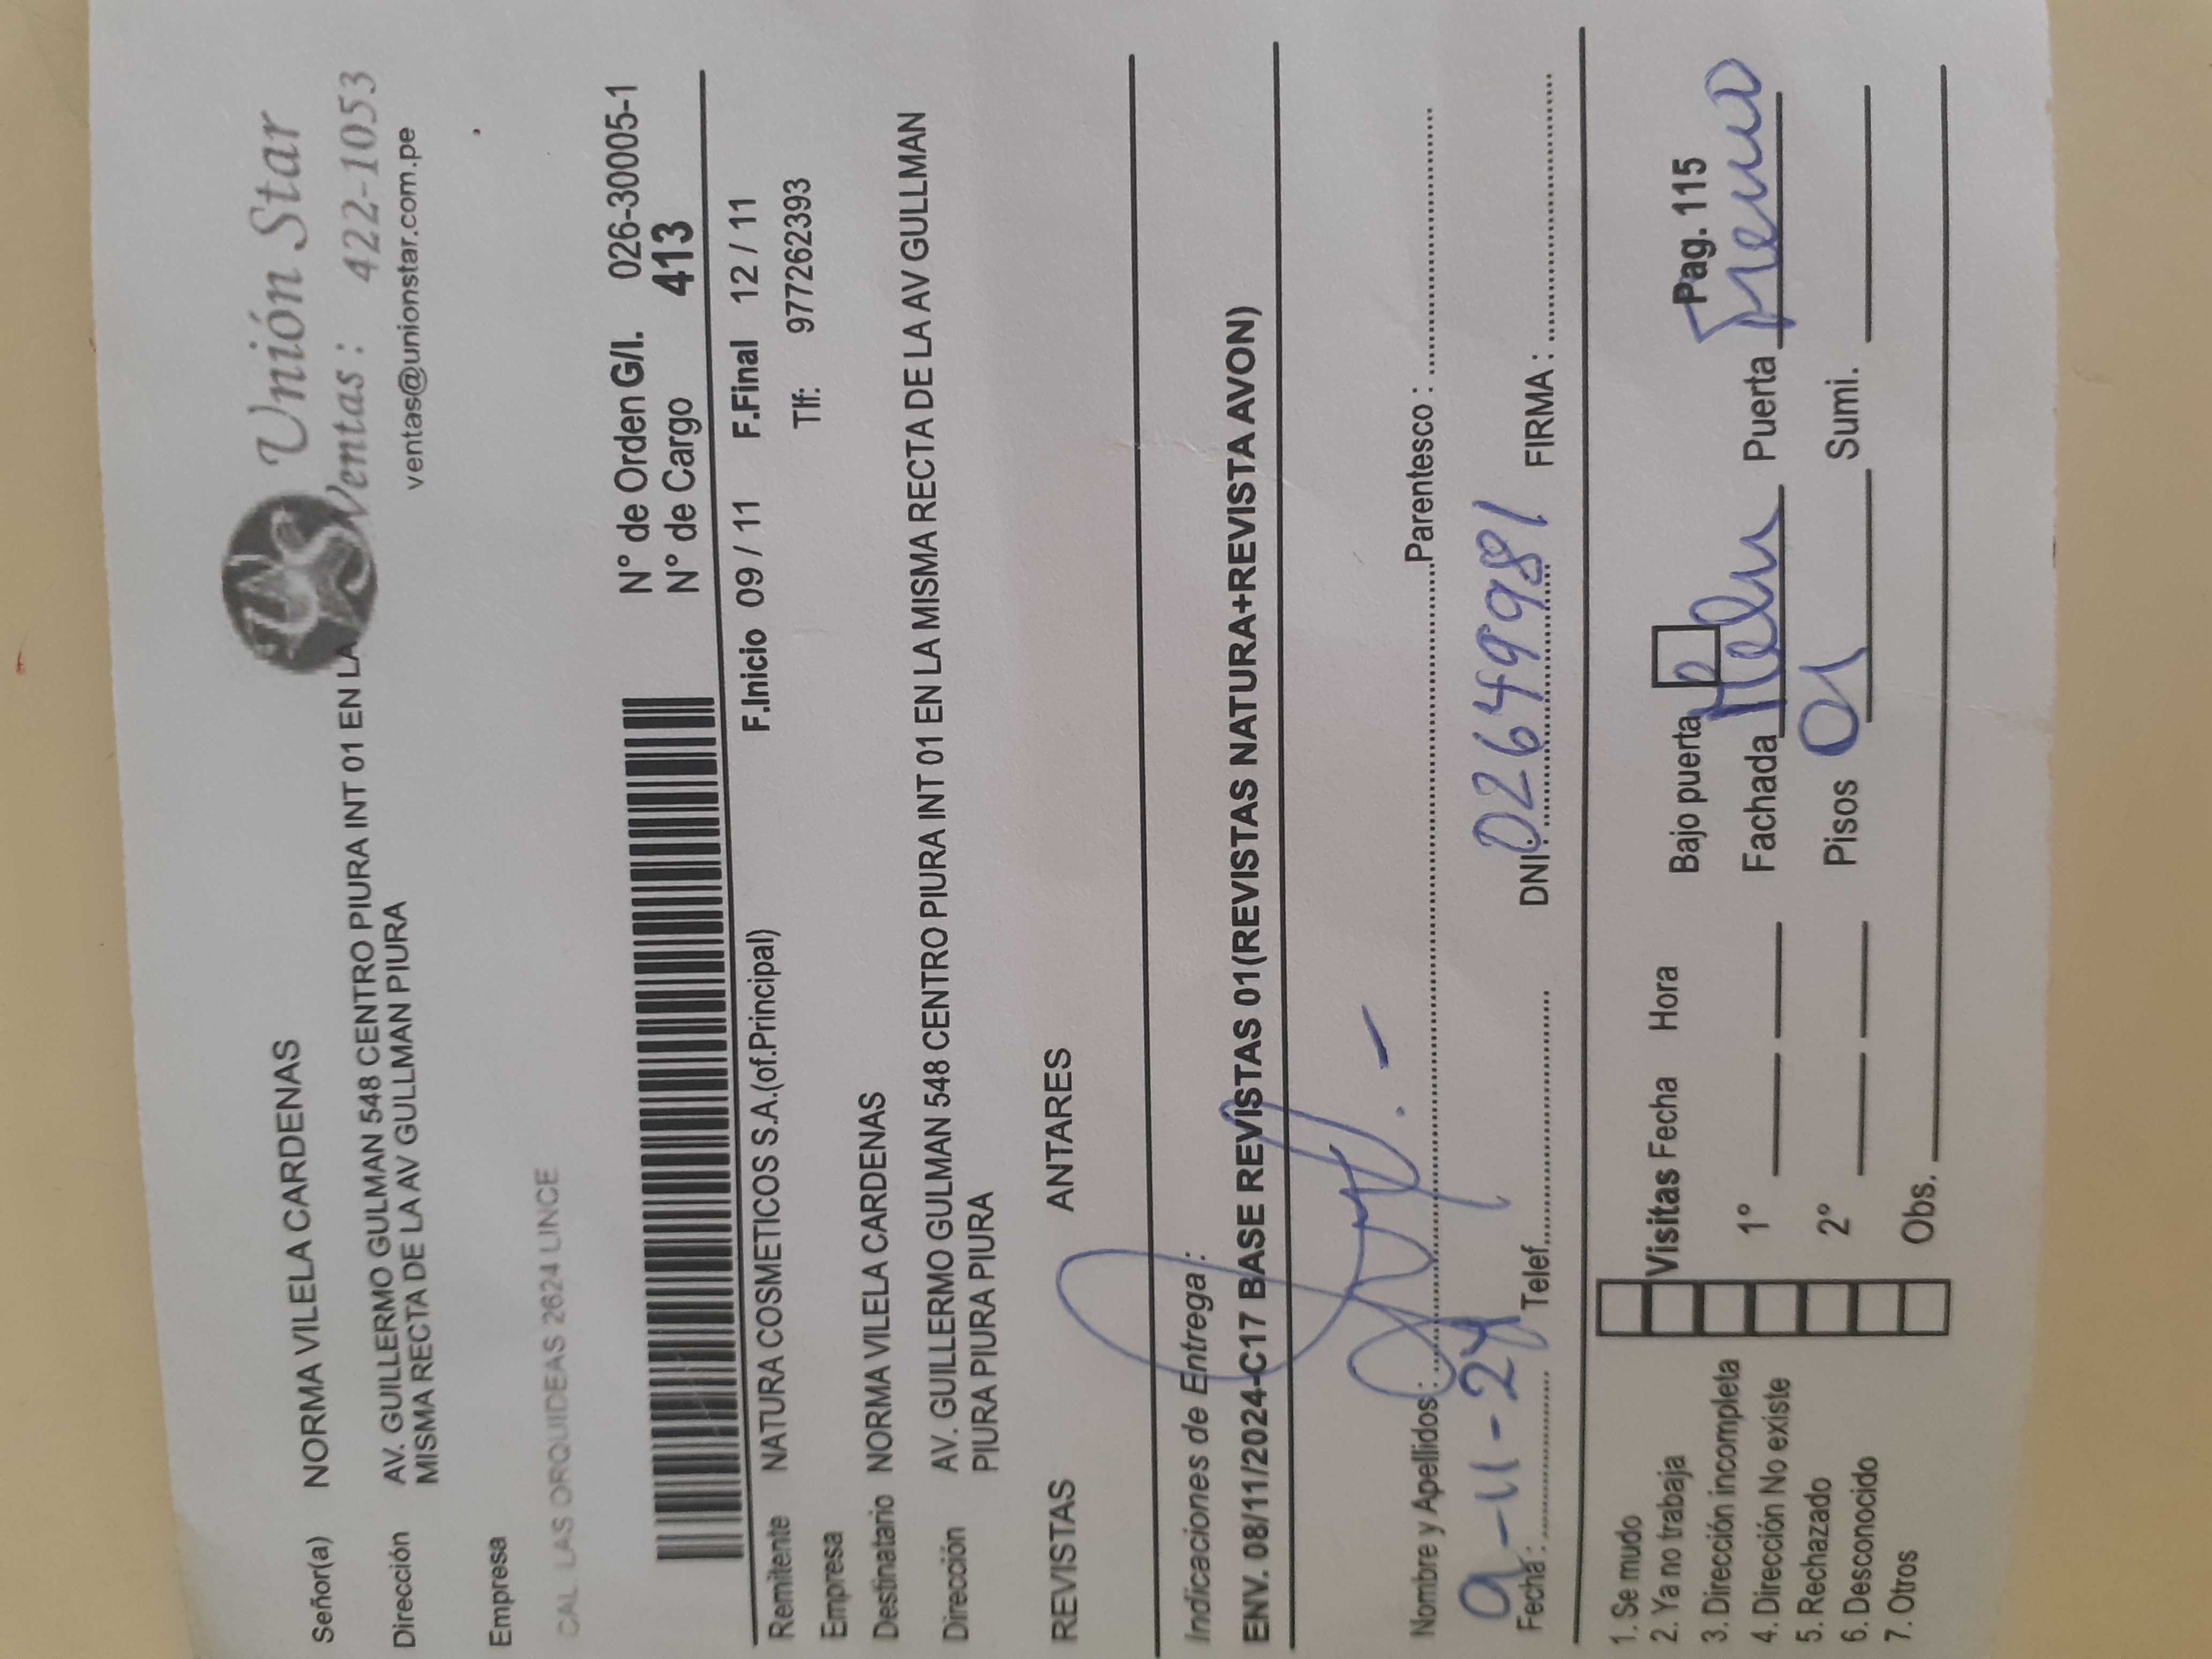 Unión Star
Ventas: 422-1053
ventas@unionstar.com.pe
Señor(a) NORMA VILELA CARDENAS
Dirección AV. GUILLERMO GULMAN 548 CENTRO PIURA INT 01 EN LA
MISMA RECTA DE LA AV GULLMAN PIURA
Empresa
CAL. LAS ORQUIDEAS 2624 LINCE
N° de Orden G/I. 026-30005-1
N° de Cargo 413
F.Inicio 09 / 11 F.Final 12 / 11
Remitente NATURA COSMETICOS S.A.(of.Principal) Tlf: 977262393
Empresa
Destinatario NORMA VILELA CARDENAS
Dirección AV. GUILLERMO GULMAN 548 CENTRO PIURA INT 01 EN LA MISMA RECTA DE LA AV GULLMAN
PIURA PIURA PIURA
REVISTAS ANTARES
Indicaciones de Entrega :
ENV. 08/11/2024-C17 BASE REVISTAS 01(REVISTAS NATURA+REVISTA AVON)
Nombre y Apellidos : Parentesco :
Fecha : 9-11-24 Telef. DNI : 02649981 FIRMA :
1. Se mudo
2. Ya no trabaja
3. Dirección incompleta
4. Dirección No existe
5. Rechazado
6. Desconocido
7. Otros
Visitas Fecha Hora
1°
2°
Obs.
Bajo puerta Pag. 115
Fachada Puerta
Pisos 01 Sumi.